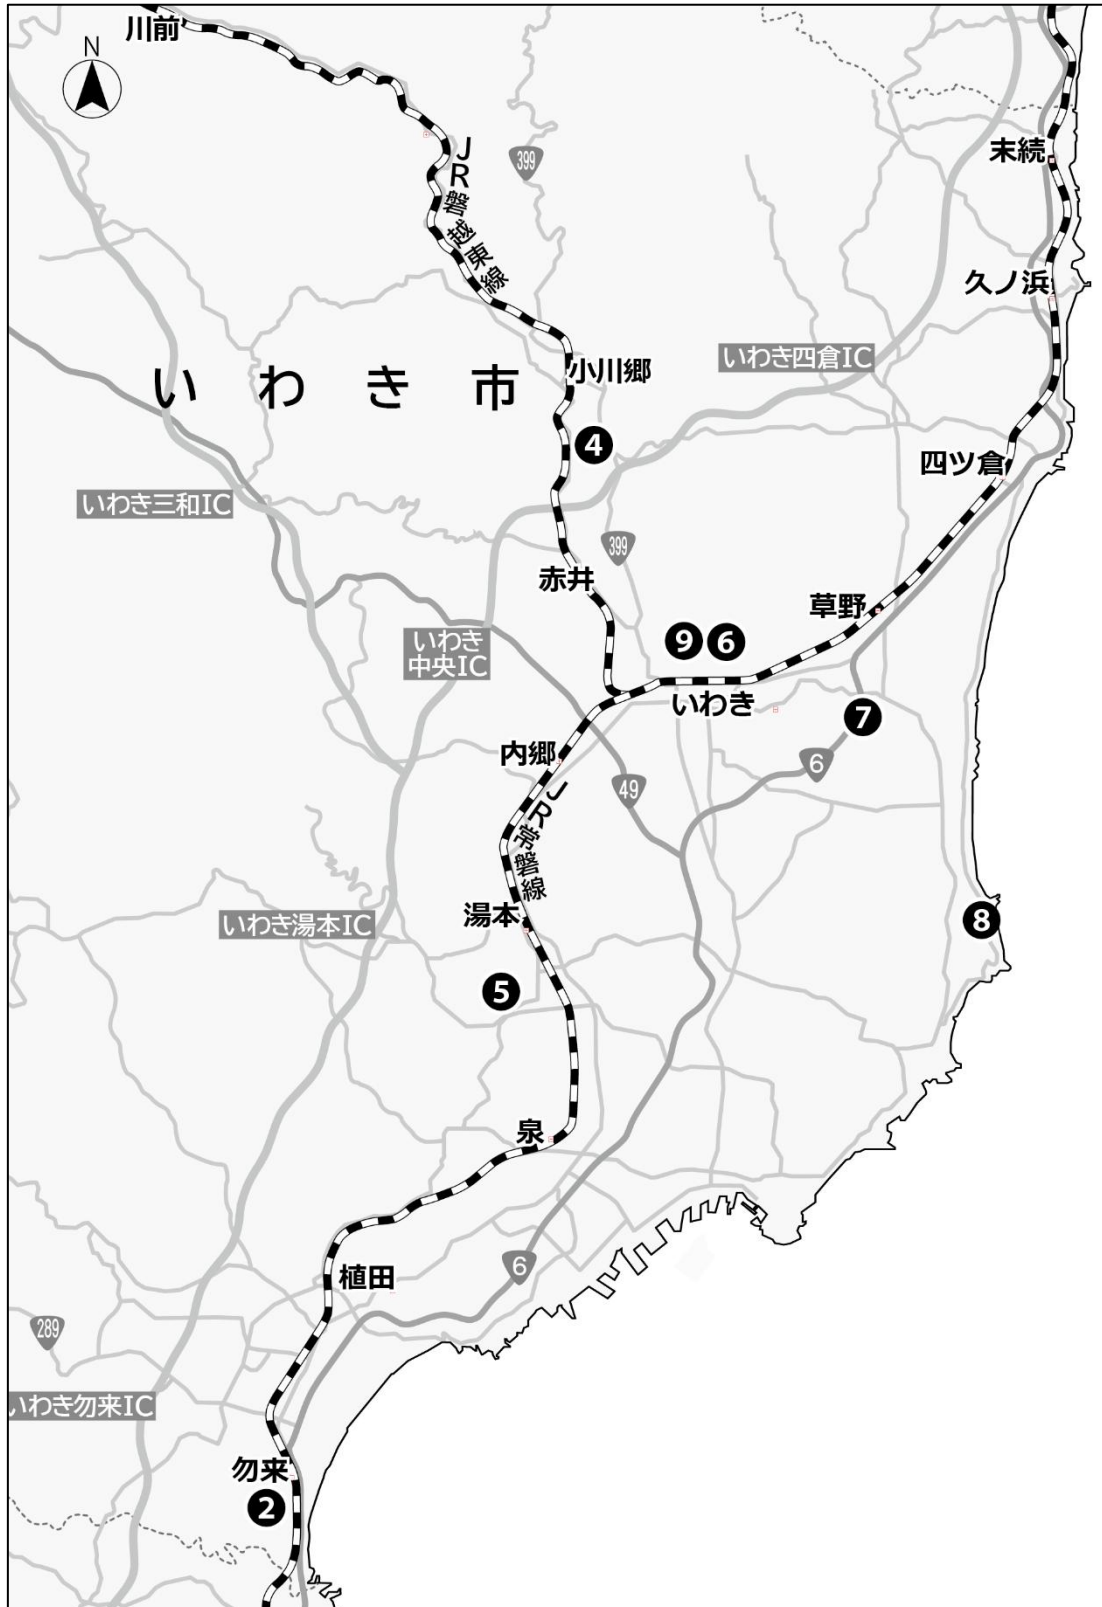 川前
N
JR磐越東線
399
末続
久ノ浜
いわき四倉IC
小川郷
いわき市
4
四ツ倉
いわき三和IC
399
赤井
草野
いわき
中央IC
9 6
いわき
7
内郷
6
49
JR常磐線
湯本
いわき湯本IC
8
5
泉
6
植田
289
いわき勿来IC
勿来
2